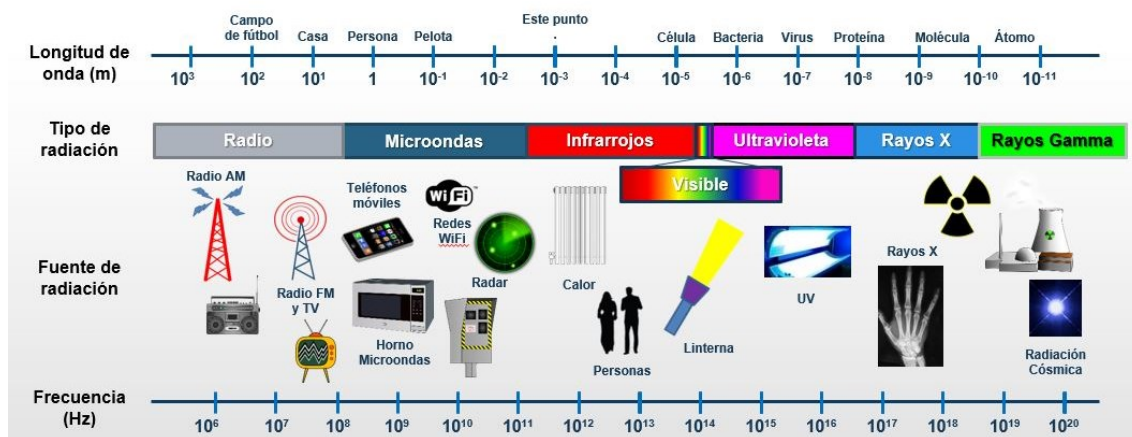 Longitud de
onda (m)
Campo
de fútbol
Casa
Persona
Pelota
Este punto
.
Célula
Bacteria
Virus
Proteína
Molécula
Átomo
10³ 10² 10¹ 1 10⁻¹ 10⁻² 10⁻³ 10⁻⁴ 10⁻⁵ 10⁻⁶ 10⁻⁷ 10⁻⁸ 10⁻⁹ 10⁻¹⁰ 10⁻¹¹
Tipo de
radiación
Radio
Microondas
Infrarrojos
Ultravioleta
Rayos X
Rayos Gamma
Visible
Fuente de
radiación
Radio AM
Radio FM
y TV
Teléfonos
móviles
Horno
Microondas
WiFi™
Redes
WiFi
Radar
Calor
Personas
Linterna
UV
Rayos X
Radiación
Cósmica
Frecuencia
(Hz)
10⁶ 10⁷ 10⁸ 10⁹ 10¹⁰ 10¹¹ 10¹² 10¹³ 10¹⁴ 10¹⁵ 10¹⁶ 10¹⁷ 10¹⁸ 10¹⁹ 10²⁰